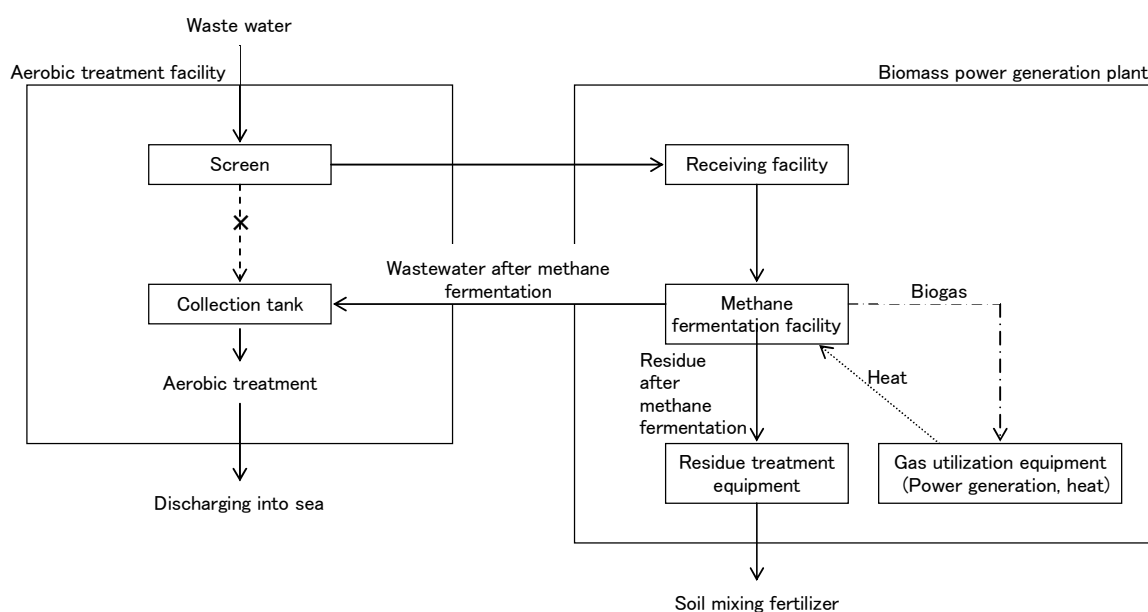 Waste water
Aerobic treatment facility
Biomass power generation plant
Screen
Receiving facility
Wastewater after methane
fermentation
Collection tank
Methane
fermentation facility
Biogas
Aerobic treatment
Residue
after
methane
fermentation
Heat
Residue treatment
equipment
Gas utilization equipment
(Power generation, heat)
Discharging into sea
Soil mixing fertilizer